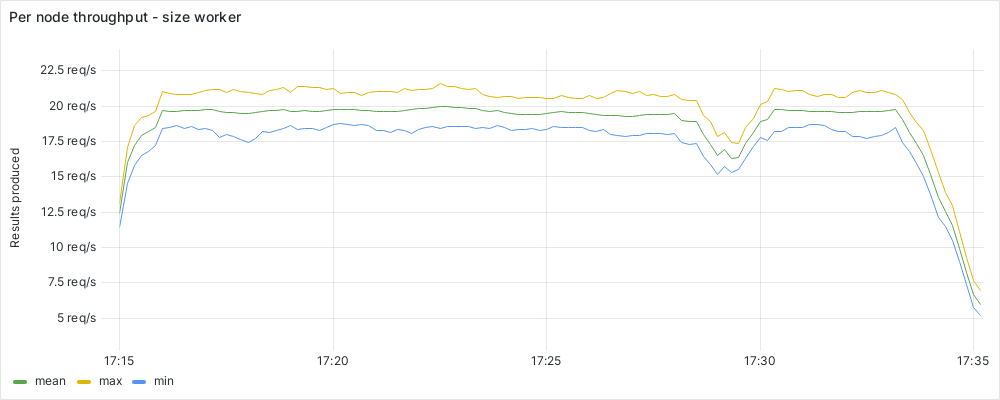 Per node throughput - size worker
Results produced
22.5 req/s
20 req/s
17.5 req/s
15 req/s
12.5 req/s
10 req/s
7.5 req/s
5 req/s
17:15 17:20 17:25 17:30 17:35
mean max min